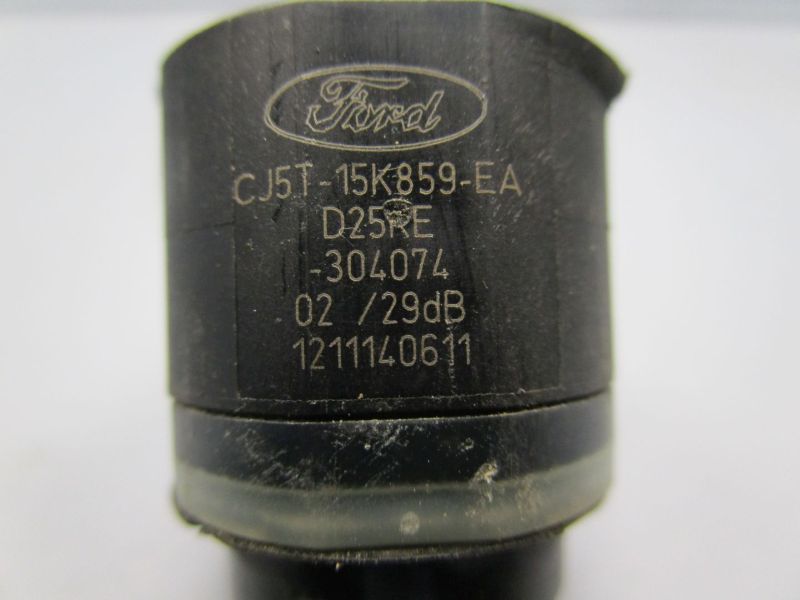 Ford
CJ5T-15K859-EA
D25RE
-304074
02 /29dB
1211140611